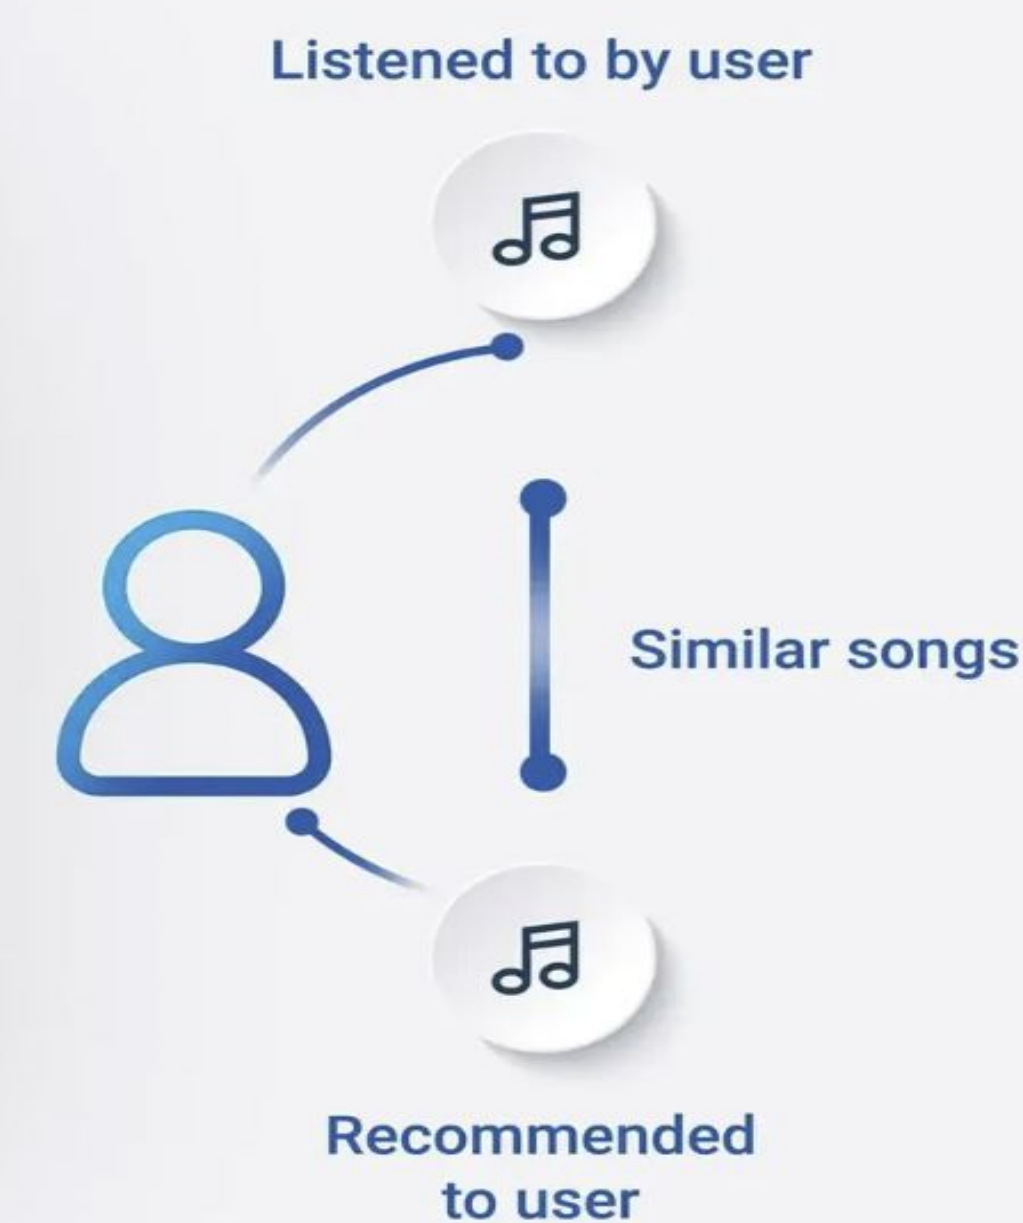 Listened to by user
Similar songs
Recommended
to user